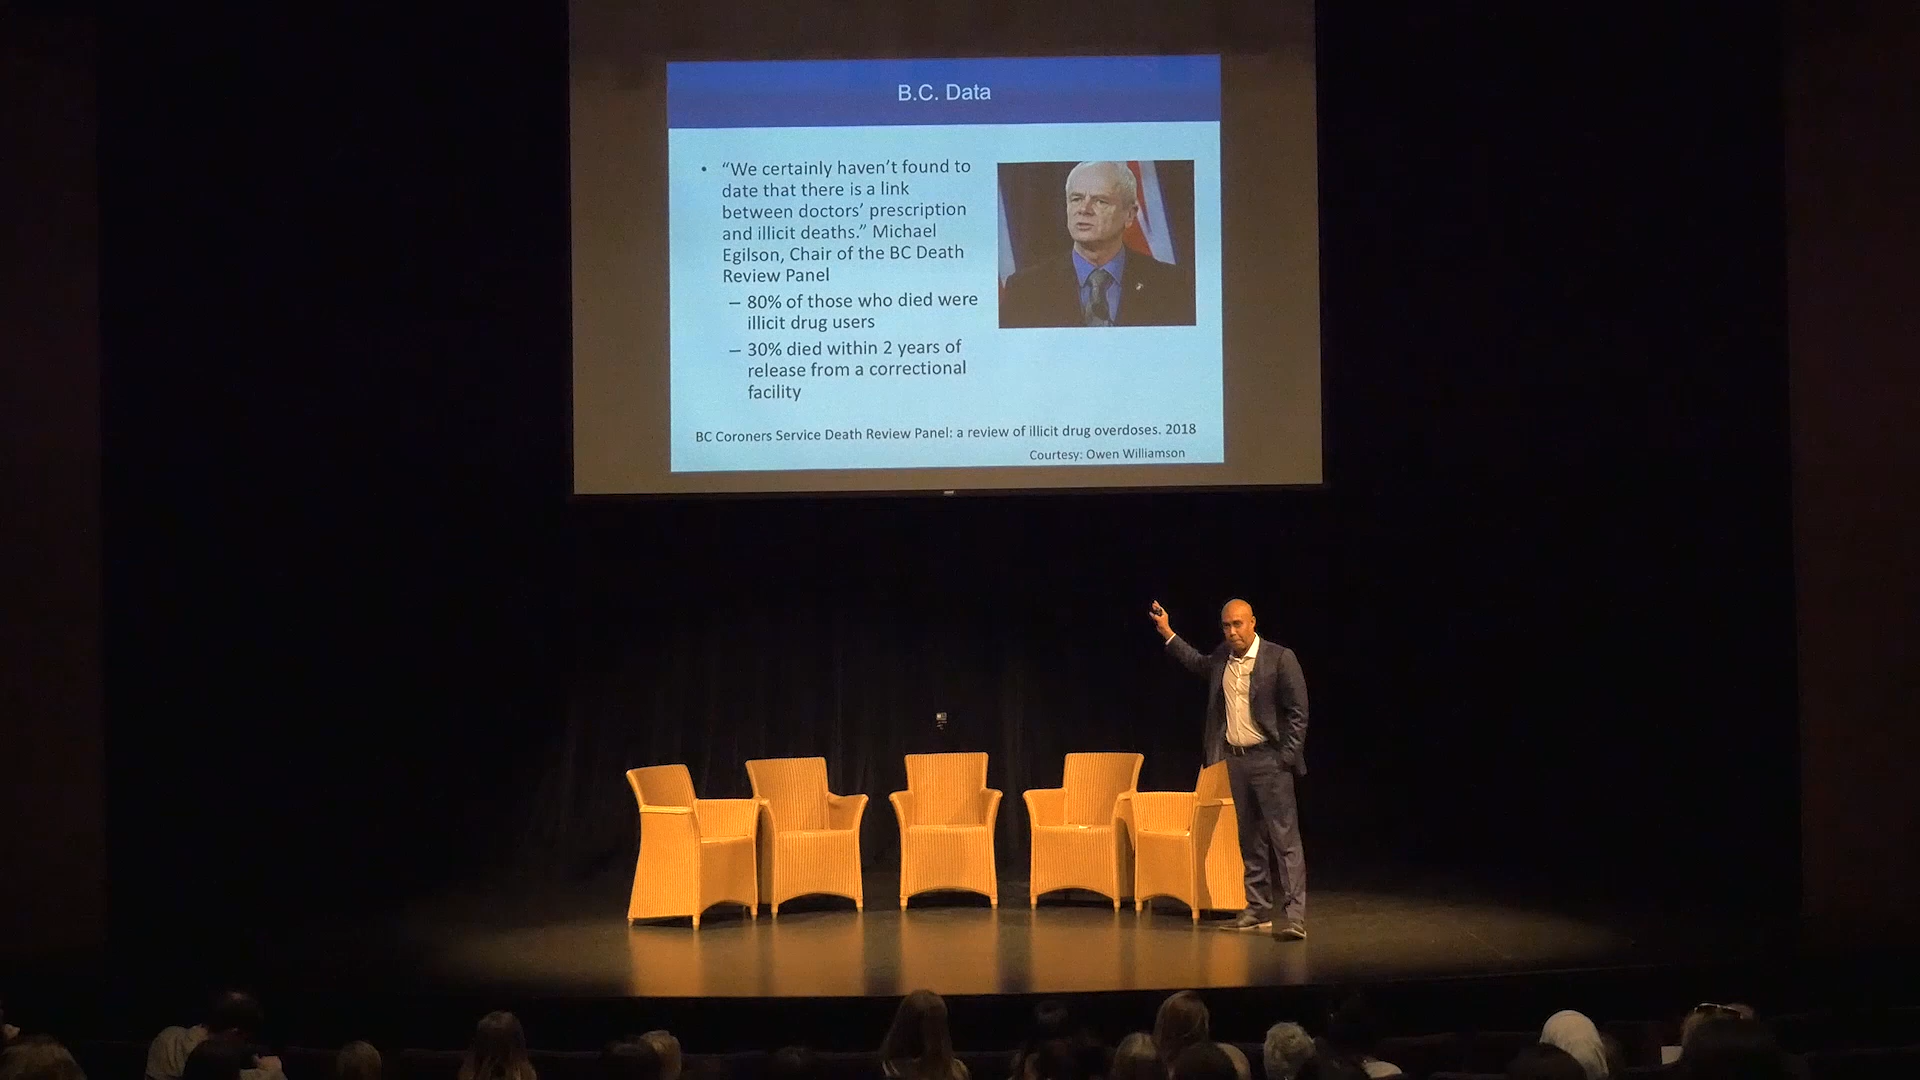 B.C. Data
• “We certainly haven’t found to
date that there is a link
between doctors’ prescription
and illicit deaths.” Michael
Egilson, Chair of the BC Death
Review Panel
– 80% of those who died were
illicit drug users
– 30% died within 2 years of
release from a correctional
facility
BC Coroners Service Death Review Panel: a review of illicit drug overdoses. 2018
Courtesy: Owen Williamson